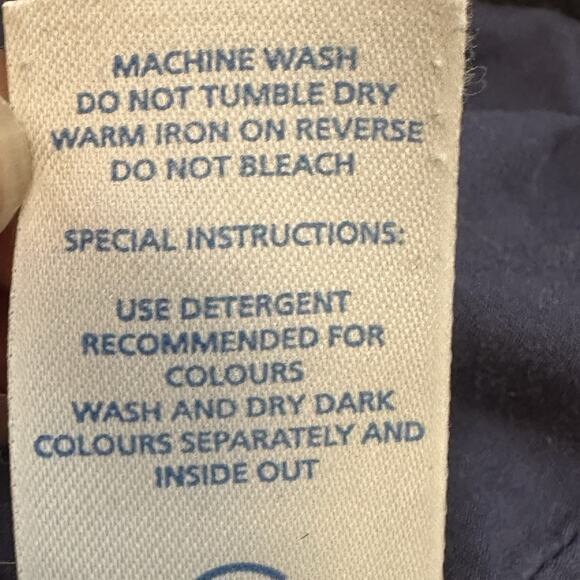 MACHINE WASH
DO NOT TUMBLE DRY
WARM IRON ON REVERSE
DO NOT BLEACH
SPECIAL INSTRUCTIONS:
USE DETERGENT
RECOMMENDED FOR
COLOURS
WASH AND DRY DARK
COLOURS SEPARATELY AND
INSIDE OUT